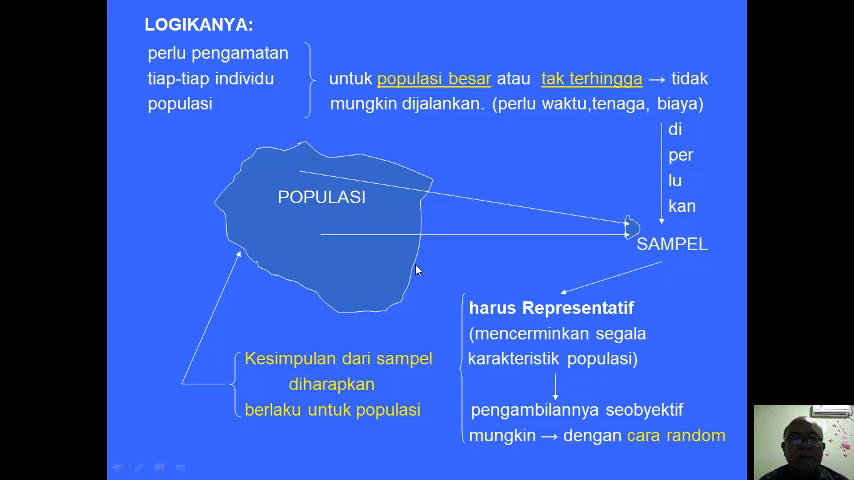 LOGIKANYA:
perlu pengamatan
tiap-tiap individu
populasi
untuk populasi besar atau tak terhingga → tidak
mungkin dijalankan. (perlu waktu,tenaga, biaya)
di
per
lu
kan
POPULASI
SAMPEL
harus Representatif
(mencerminkan segala
karakteristik populasi)
pengambilannya seobyektif
mungkin → dengan cara random
Kesimpulan dari sampel
diharapkan
berlaku untuk populasi